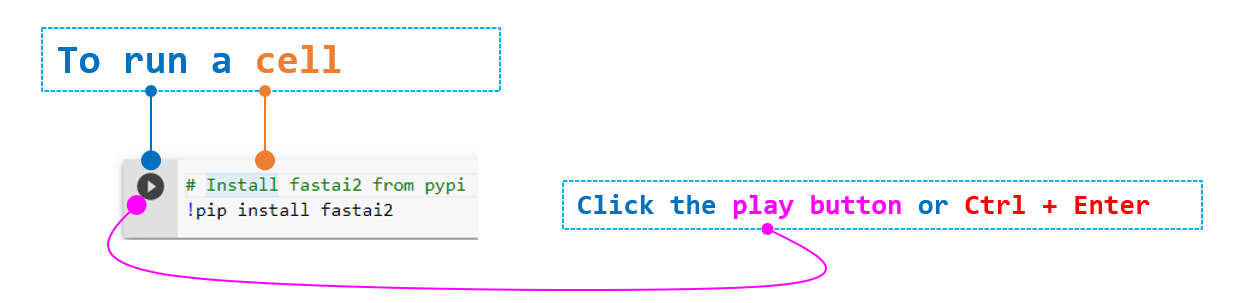 To run a cell
# Install fastai2 from pypi
!pip install fastai2
Click the play button or Ctrl + Enter